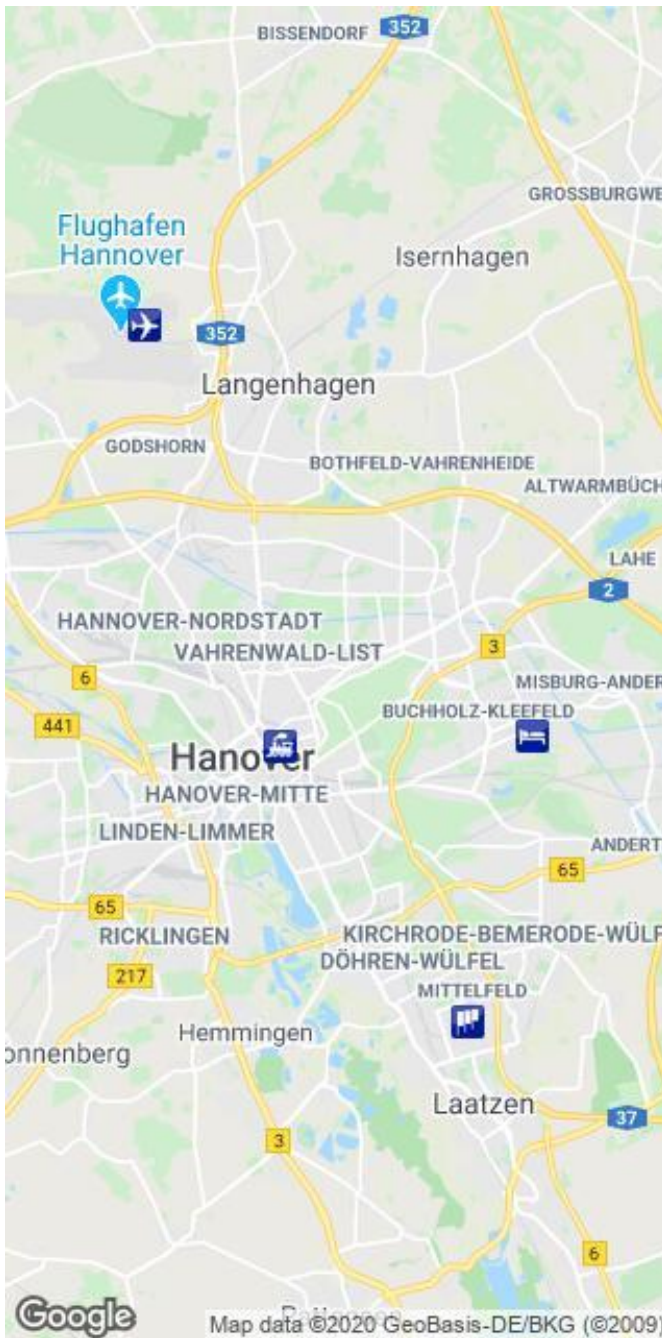 352
BISSENDORF
GROSSBURGWE
Flughafen
Hannover
Isernhagen
352
Langenhagen
GODSHORN
BOTHFELD-VAHRENHEIDE
ALTWARMBÜCH
LAHE
2
HANNOVER-NORDSTADT
3
VAHRENWALD-LIST
6
MISBURG-ANDER
BUCHHOLZ-KLEEFELD
441
Hanover
HANOVER-MITTE
LINDEN-LIMMER
ANDERT
65
65
RICKLINGEN
KIRCHRODE-BEMERODE-WÜLF
DÖHREN-WÜLFEL
217
MITTELFELD
Hemmingen
onnenberg
Laatzen
37
3
6
Google
Map data ©2020 GeoBasis-DE/BKG (©2009)